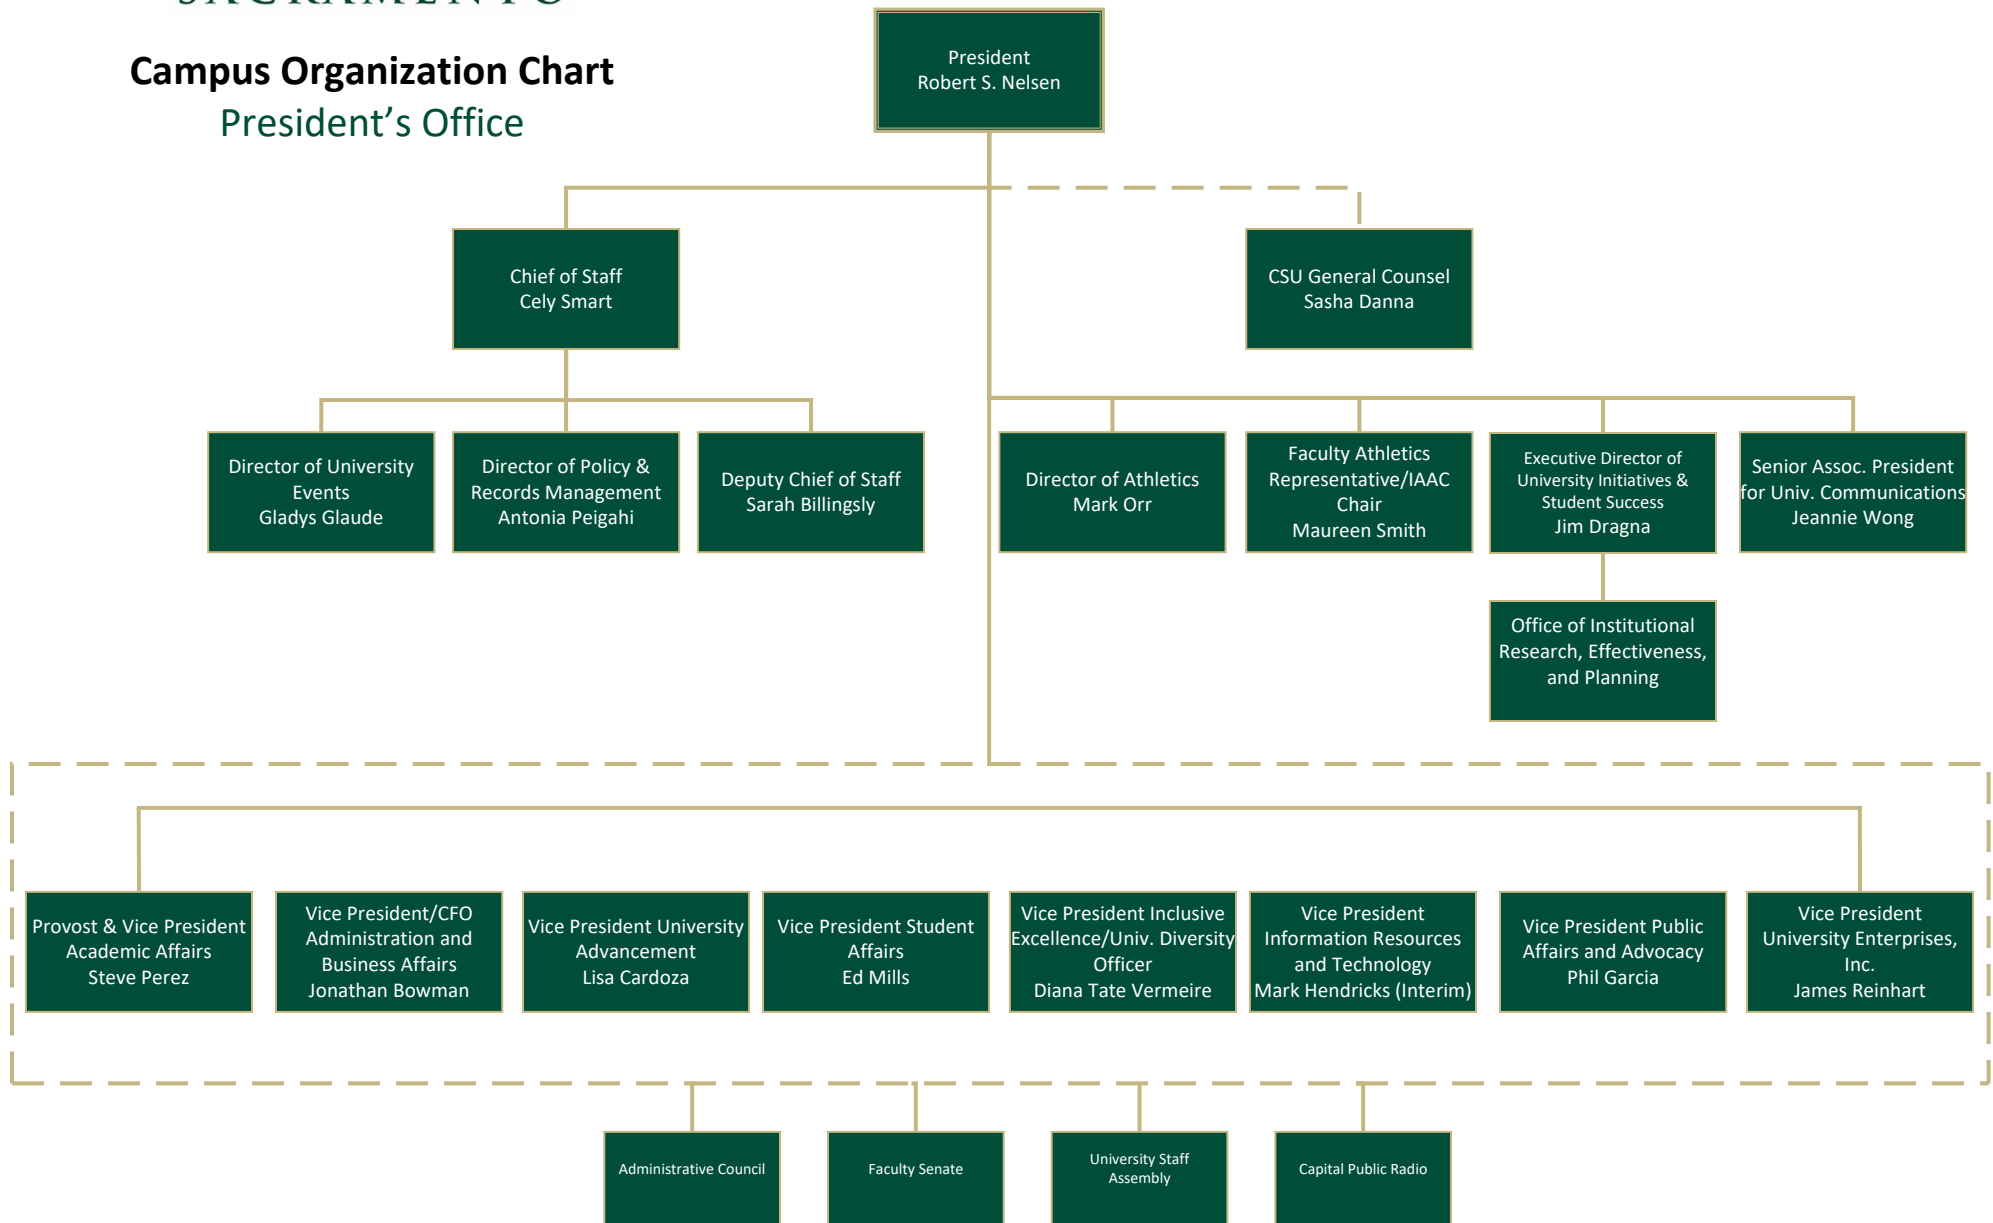 SACRAMENTO
Campus Organization Chart
President’s Office
President
Robert S. Nelsen
Chief of Staff
Cely Smart
CSU General Counsel
Sasha Danna
Director of University
Events
Gladys Glaude
Director of Policy &
Records Management
Antonia Peigahi
Deputy Chief of Staff
Sarah Billingsly
Director of Athletics
Mark Orr
Faculty Athletics
Representative/IAAC
Chair
Maureen Smith
Executive Director of
University Initiatives &
Student Success
Jim Dragna
Senior Assoc. President
for Univ. Communications
Jeannie Wong
Office of Institutional
Research, Effectiveness,
and Planning
Provost & Vice President
Academic Affairs
Steve Perez
Vice President/CFO
Administration and
Business Affairs
Jonathan Bowman
Vice President University
Advancement
Lisa Cardoza
Vice President Student
Affairs
Ed Mills
Vice President Inclusive
Excellence/Univ. Diversity
Officer
Diana Tate Vermeire
Vice President
Information Resources
and Technology
Mark Hendricks (Interim)
Vice President Public
Affairs and Advocacy
Phil Garcia
Vice President
University Enterprises,
Inc.
James Reinhart
Administrative Council
Faculty Senate
University Staff
Assembly
Capital Public Radio